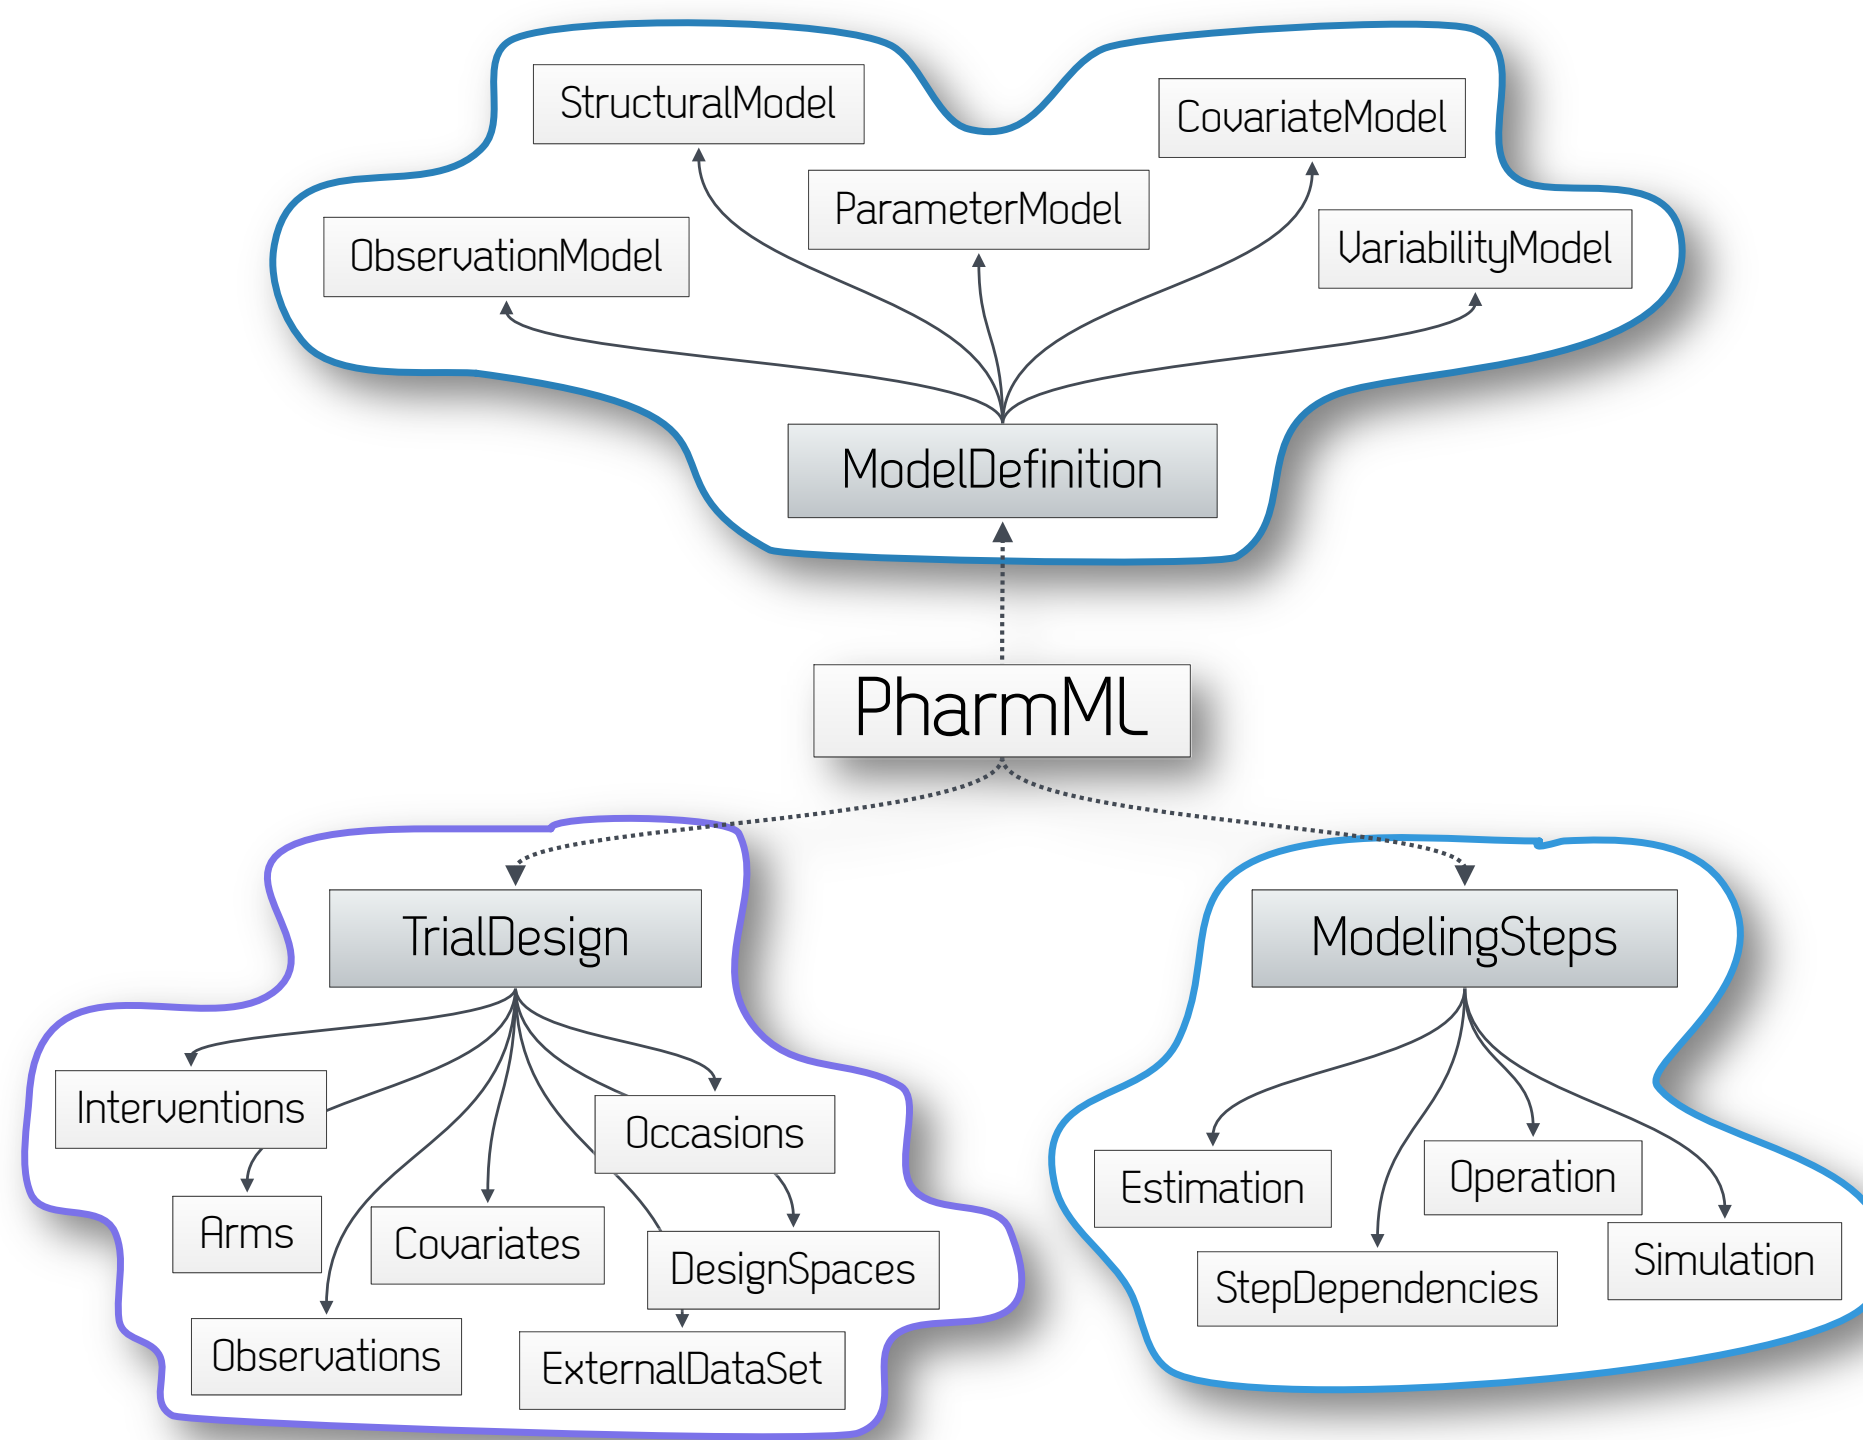 StructuralModel
CovariateModel
ParameterModel
ObservationModel
VariabilityModel
ModelDefinition
PharmML
TrialDesign
ModelingSteps
Interventions
Occasions
Arms
Covariates
DesignSpaces
Observations
ExternalDataSet
Estimation
Operation
StepDependencies
Simulation